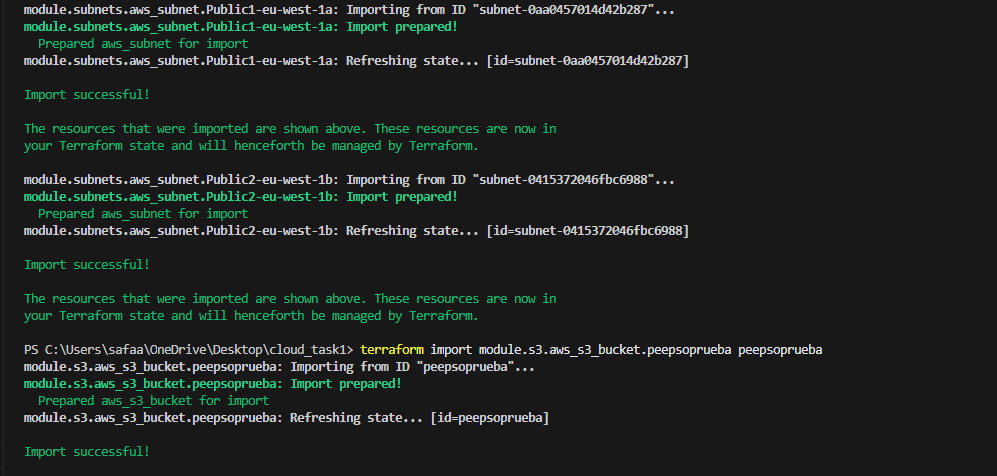 module.subnets.aws_subnet.Public1-eu-west-1a: Importing from ID "subnet-0aa0457014d42b287"...
module.subnets.aws_subnet.Public1-eu-west-1a: Import prepared!
  Prepared aws_subnet for import
module.subnets.aws_subnet.Public1-eu-west-1a: Refreshing state... [id=subnet-0aa0457014d42b287]
Import successful!
The resources that were imported are shown above. These resources are now in
your Terraform state and will henceforth be managed by Terraform.
module.subnets.aws_subnet.Public2-eu-west-1b: Importing from ID "subnet-0415372046fbc6988"...
module.subnets.aws_subnet.Public2-eu-west-1b: Import prepared!
  Prepared aws_subnet for import
module.subnets.aws_subnet.Public2-eu-west-1b: Refreshing state... [id=subnet-0415372046fbc6988]
Import successful!
The resources that were imported are shown above. These resources are now in
your Terraform state and will henceforth be managed by Terraform.
PS C:\Users\safaa\OneDrive\Desktop\cloud_task1> terraform import module.s3.aws_s3_bucket.peepsoprueba peepsoprueba
module.s3.aws_s3_bucket.peepsoprueba: Importing from ID "peepsoprueba"...
module.s3.aws_s3_bucket.peepsoprueba: Import prepared!
  Prepared aws_s3_bucket for import
module.s3.aws_s3_bucket.peepsoprueba: Refreshing state... [id=peepsoprueba]
Import successful!